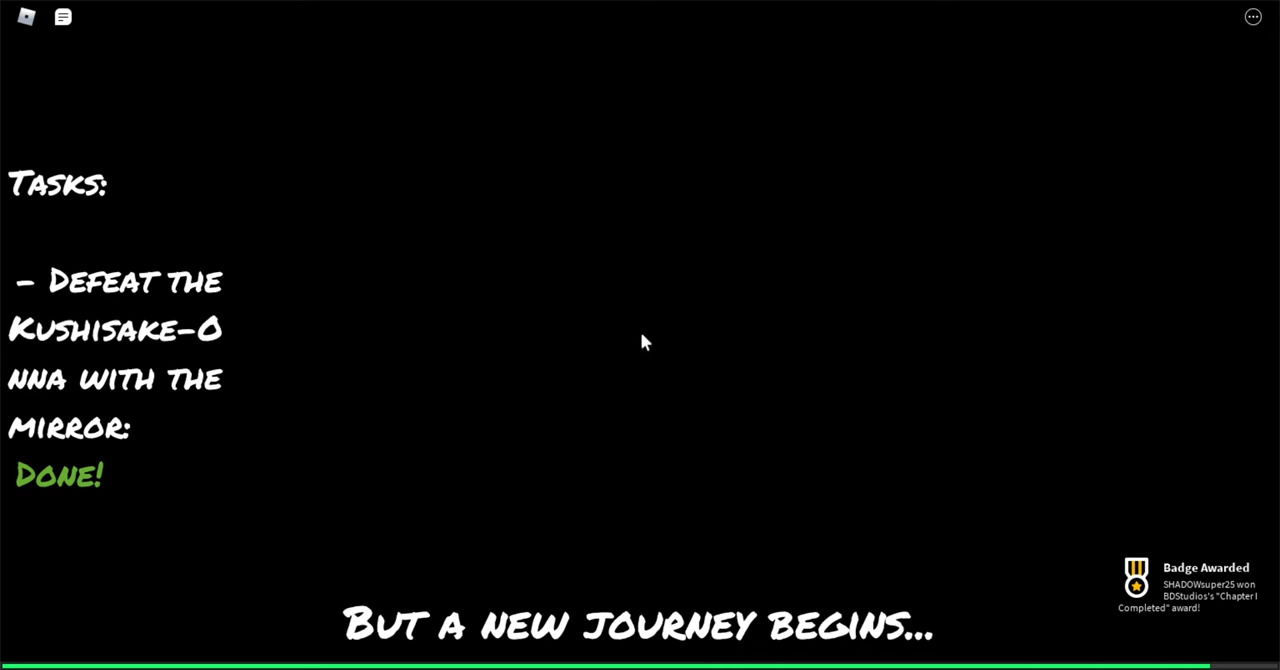 Tasks:
- Defeat the
Kushisake-O
nna with the
mirror:
Done!
Badge Awarded
SHADOWsuper25 won
BDStudios's "Chapter I
Completed" award!
But a new journey begins...